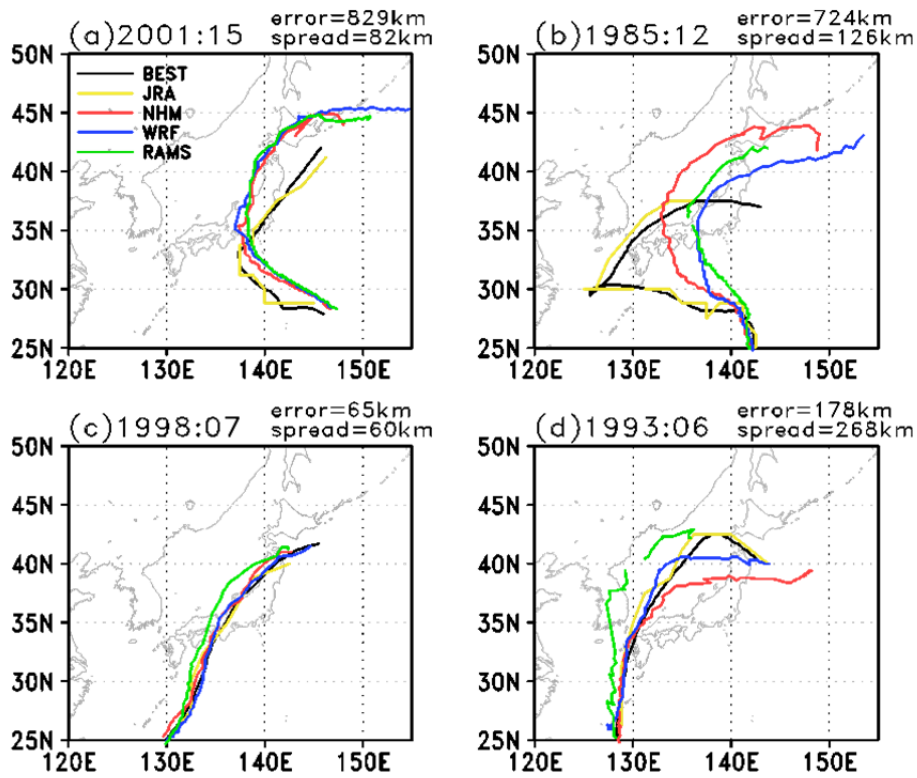 error=829km
(a)2001:15 spread=82km
50N
45N
40N
35N
30N
25N
120E 130E 140E 150E
BEST
JRA
NHM
WRF
RAMS
error=724km
(b)1985:12 spread=126km
50N
45N
40N
35N
30N
25N
120E 130E 140E 150E
error=65km
(c)1998:07 spread=60km
50N
45N
40N
35N
30N
25N
120E 130E 140E 150E
error=178km
(d)1993:06 spread=268km
50N
45N
40N
35N
30N
25N
120E 130E 140E 150E